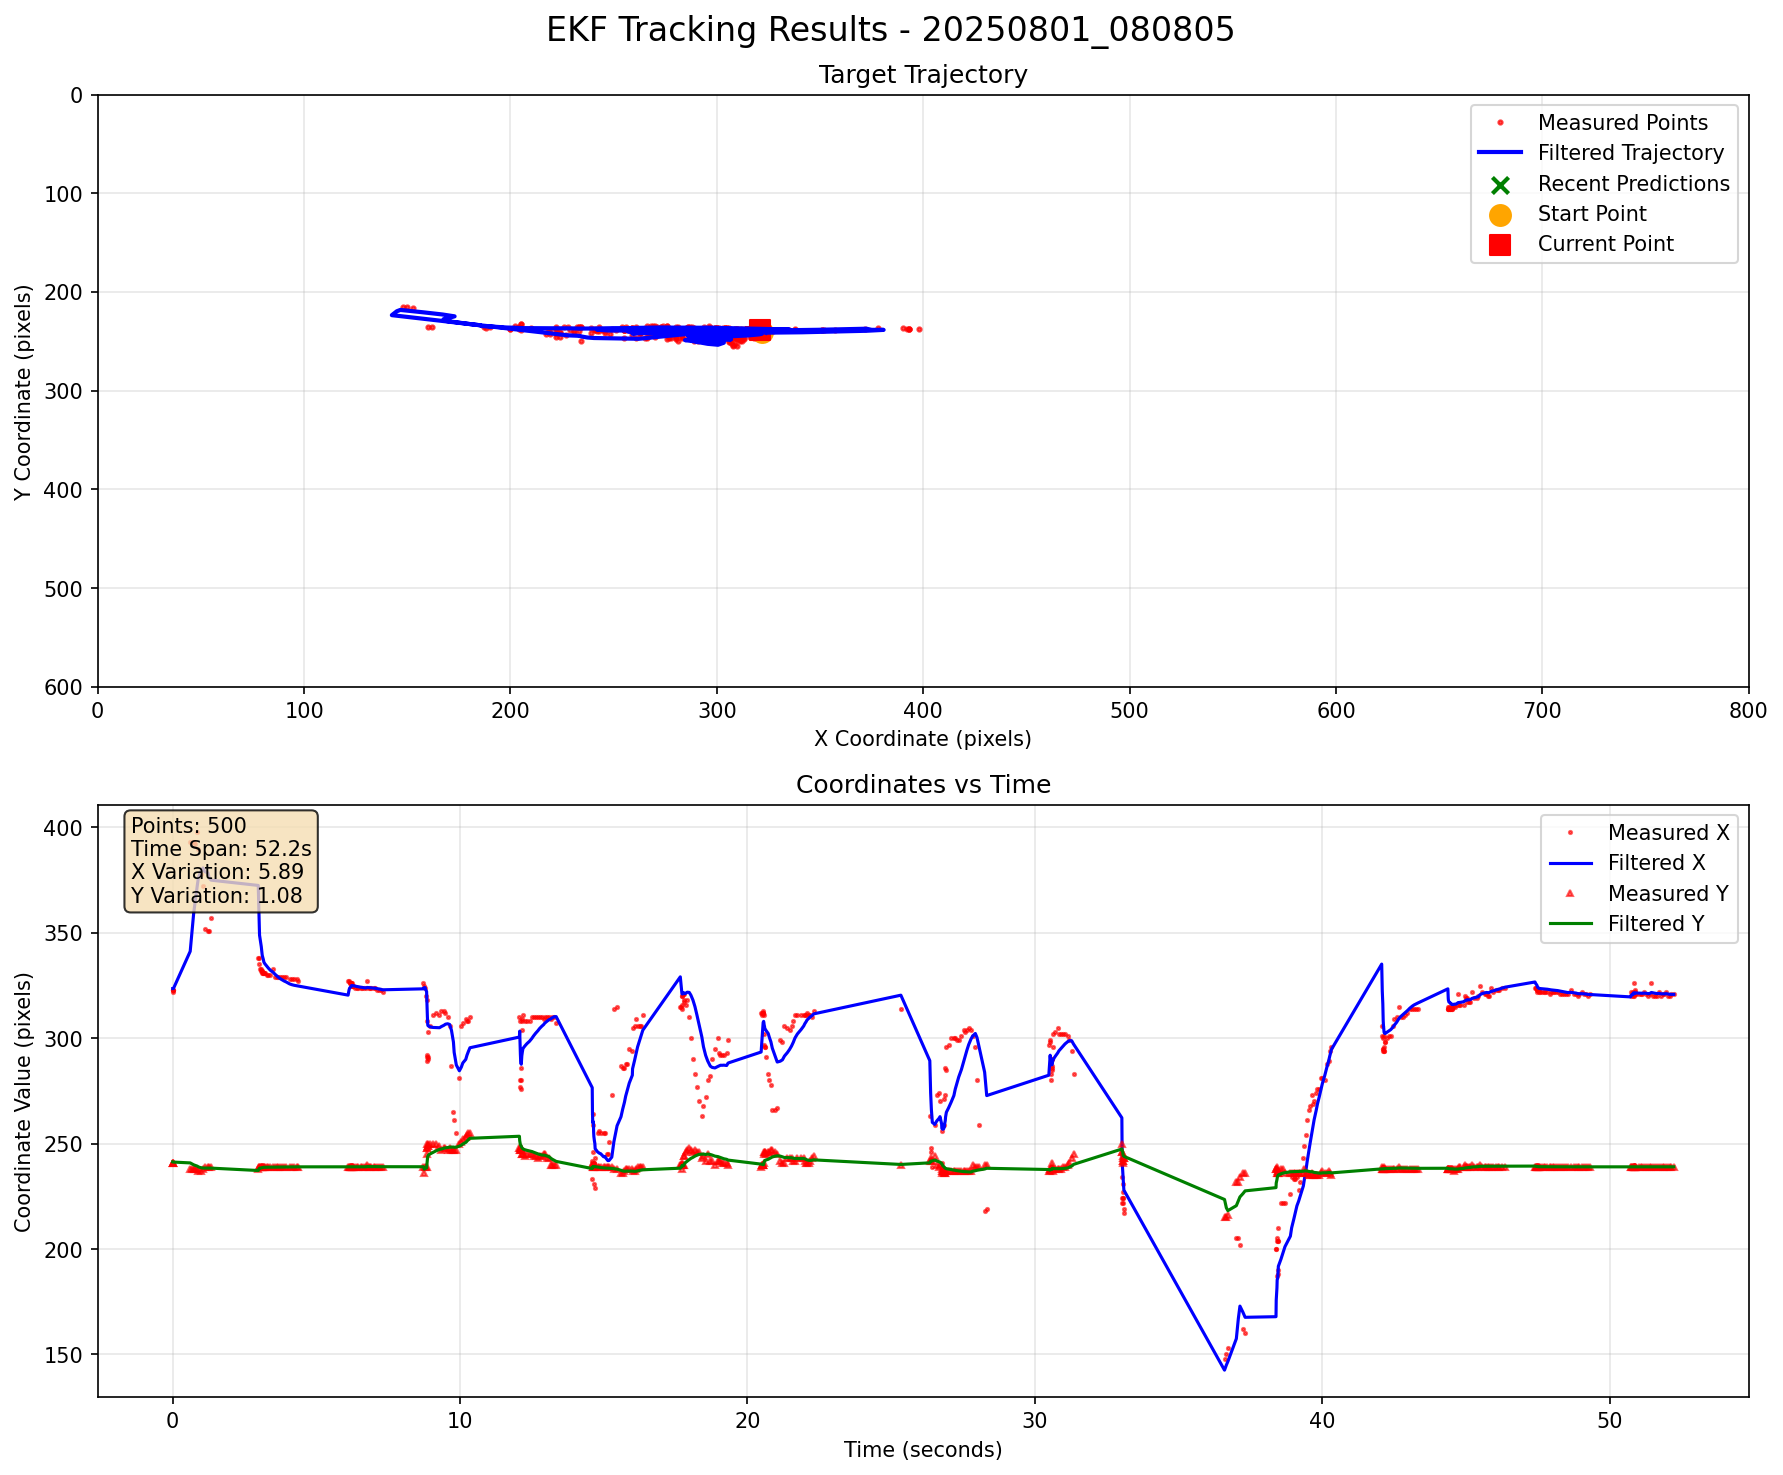 EKF Tracking Results - 20250801_080805
Target Trajectory
0
100
200
300
400
500
600
Y Coordinate (pixels)
Measured Points
Filtered Trajectory
Recent Predictions
Start Point
Current Point
0
100
200
300
400
500
600
700
800
X Coordinate (pixels)
Coordinates vs Time
400
350
300
250
200
150
Coordinate Value (pixels)
Points: 500
Time Span: 52.2s
X Variation: 5.89
Y Variation: 1.08
Measured X
Filtered X
Measured Y
Filtered Y
0
10
20
30
40
50
Time (seconds)